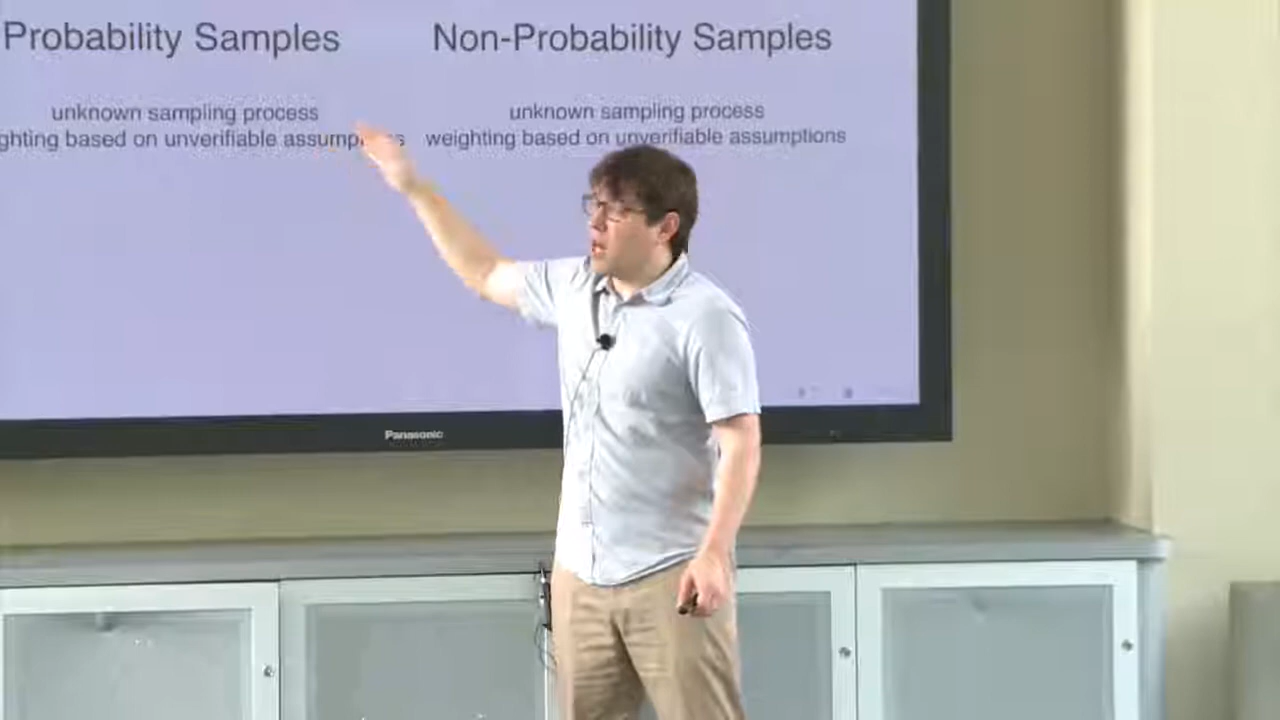 Probability Samples
Non-Probability Samples
unknown sampling process
ghting based on unverifiable
unknown sampling process
weighting based on unverifiable assumptions
Panasonic